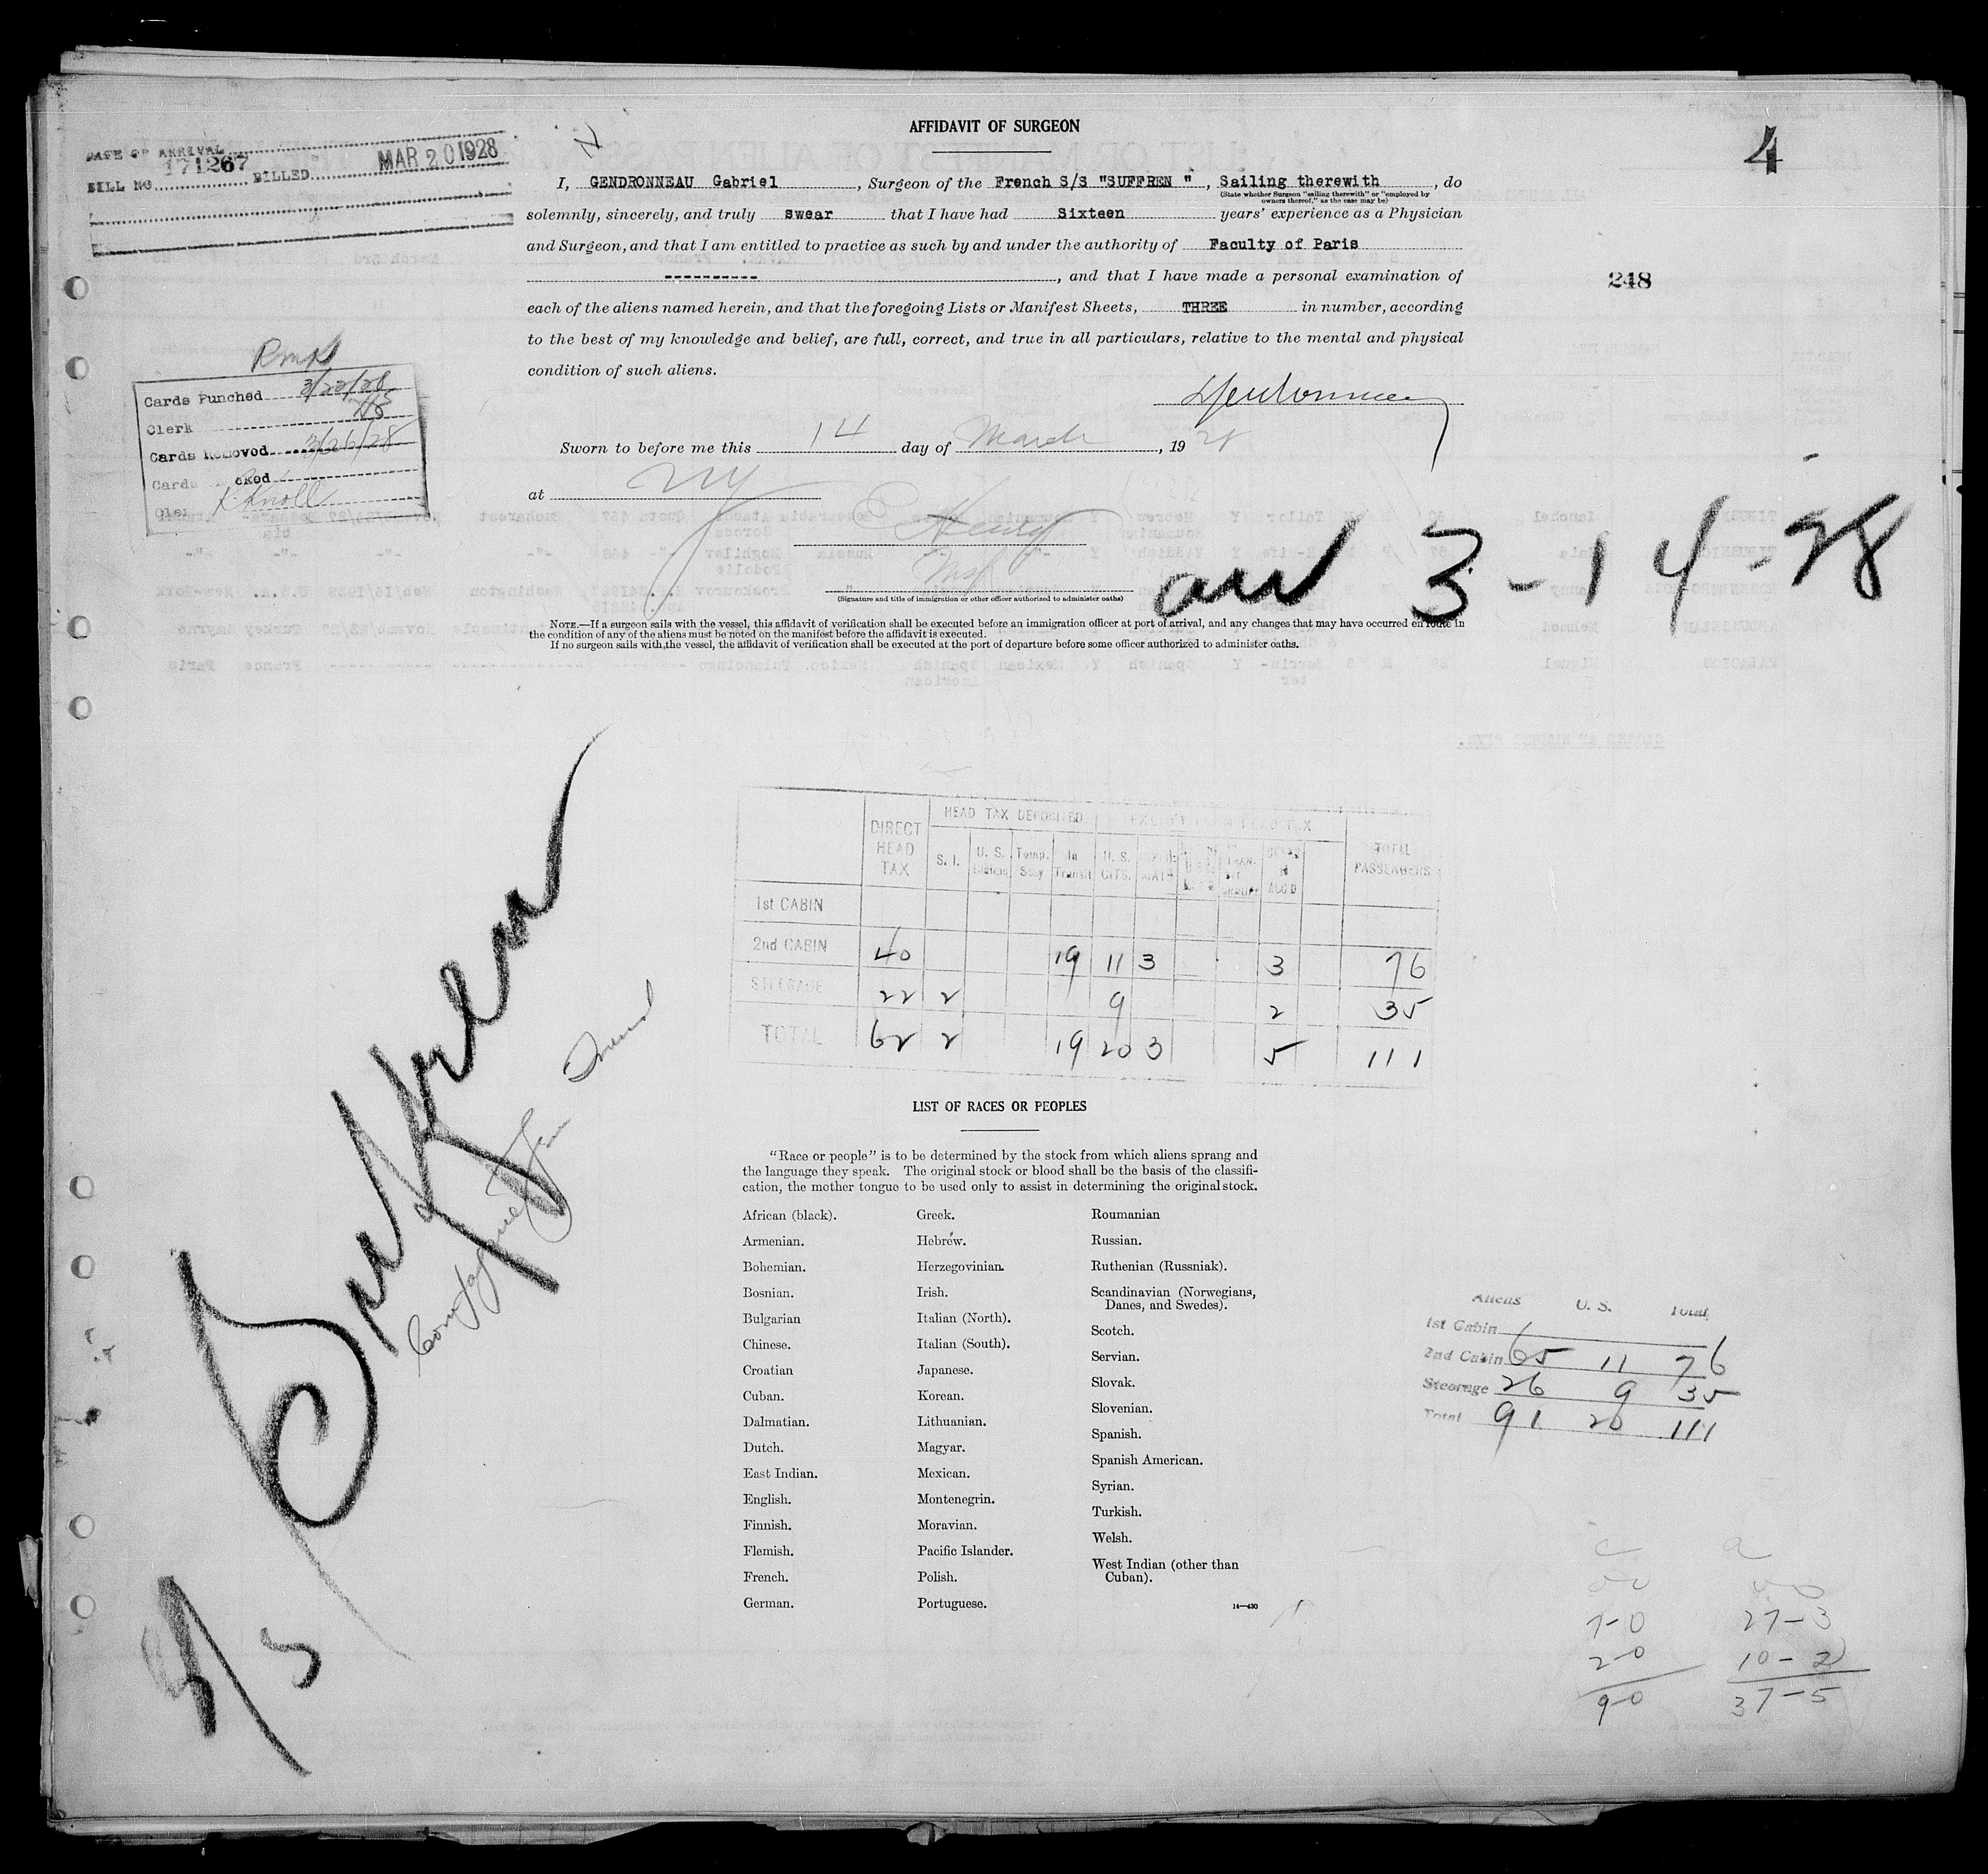 AFFIDAVIT OF SURGEON
4
DATE OF ARRIVAL
171267 MAR 20 1928
BILL NO. BILLED
I, GENDRONNEAU Gabriel, Surgeon of the French S/S "SUFFREN ", Sailing therewith, do
(State whether Surgeon "sailing therewith" or "employed by
owners thereof," as the case may be)
solemnly, sincerely, and truly swear that I have had Sixteen years' experience as a Physician
and Surgeon, and that I am entitled to practice as such by and under the authority of Faculty of Paris
----------, and that I have made a personal examination of
248
each of the aliens named herein, and that the foregoing Lists or Manifest Sheets, THREE in number, according
to the best of my knowledge and belief, are full, correct, and true in all particulars, relative to the mental and physical
condition of such aliens.
Cards Punched 3/22/28
Clerk
Cards Removed 3/26/28
Cards cked
Cler K. Knoll
Sworn to before me this 14 day of March, 1928
at NY
Insp
(Signature and title of immigration or other officer authorized to administer oaths)
arr 3-14-28
NOTE.—If a surgeon sails with the vessel, this affidavit of verification shall be executed before an immigration officer at port of arrival, and any changes that may have occurred en route in
the condition of any of the aliens must be noted on the manifest before the affidavit is executed.
If no surgeon sails with the vessel, the affidavit of verification shall be executed at the port of departure before some officer authorized to administer oaths.
Suffren
DIRECT HEAD TAX HEAD TAX DEPOSITED EXEMPT FROM HEAD TAX TOTAL PASSENGERS
S. I. U. S. Temp. Stay In Transit U. S. CITS.
1st CABIN
2nd CABIN 40 19 11 3 3 76
STEERAGE 22 2 9 2 35
TOTAL 62 2 19 20 3 5 111
LIST OF RACES OR PEOPLES
"Race or people" is to be determined by the stock from which aliens sprang and
the language they speak. The original stock or blood shall be the basis of the classifi-
cation, the mother tongue to be used only to assist in determining the original stock.
African (black).
Armenian.
Bohemian.
Bosnian.
Bulgarian
Chinese.
Croatian
Cuban.
Dalmatian.
Dutch.
East Indian.
English.
Finnish.
Flemish.
French.
German.
Greek.
Hebrew.
Herzegovinian.
Irish.
Italian (North).
Italian (South).
Japanese.
Korean.
Lithuanian.
Magyar.
Mexican.
Montenegrin.
Moravian.
Pacific Islander.
Polish.
Portuguese.
Roumanian
Russian.
Ruthenian (Russniak).
Scandinavian (Norwegians,
Danes, and Swedes).
Scotch.
Servian.
Slovak.
Slovenian.
Spanish.
Spanish American.
Syrian.
Turkish.
Welsh.
West Indian (other than
Cuban).
14—430
Aliens U. S. Total
1st Cabin
2nd Cabin 65 11 76
Steerage 26 9 35
Total 91 20 111
c a
7-0 27-3
2-0 10-2
9-0 37-5